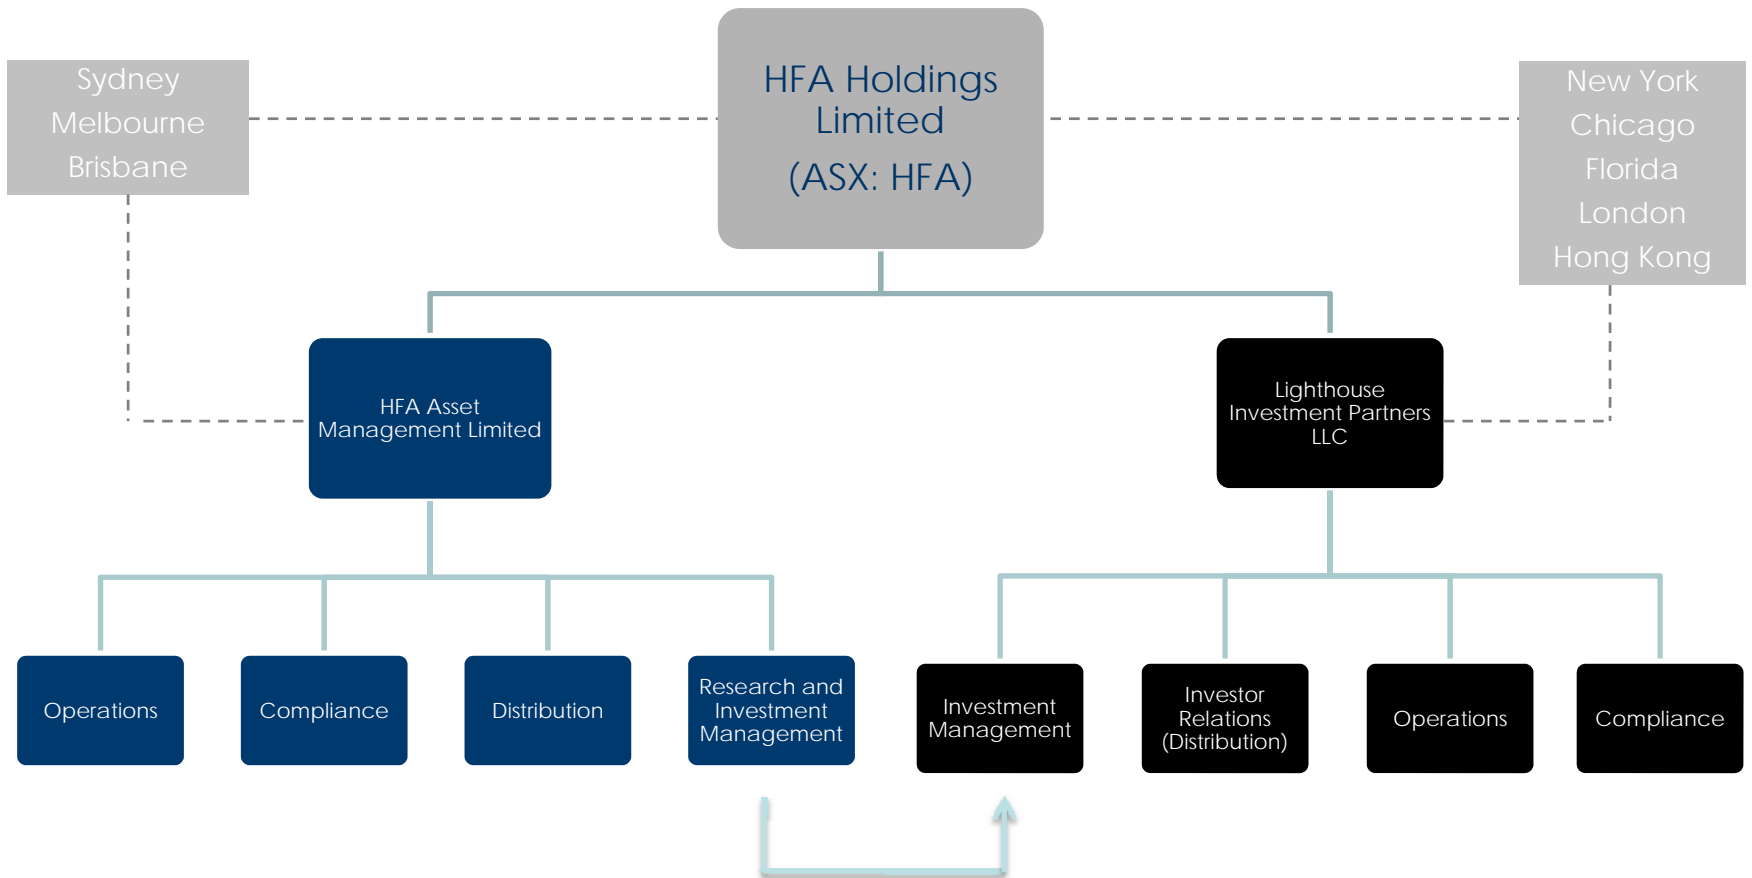 HFA Holdings
Limited
(ASX: HFA)
Sydney
Melbourne
Brisbane
New York
Chicago
Florida
London
Hong Kong
HFA Asset
Management Limited
Lighthouse
Investment Partners
LLC
Operations
Compliance
Distribution
Research and
Investment
Management
Investment
Management
Investor
Relations
(Distribution)
Operations
Compliance